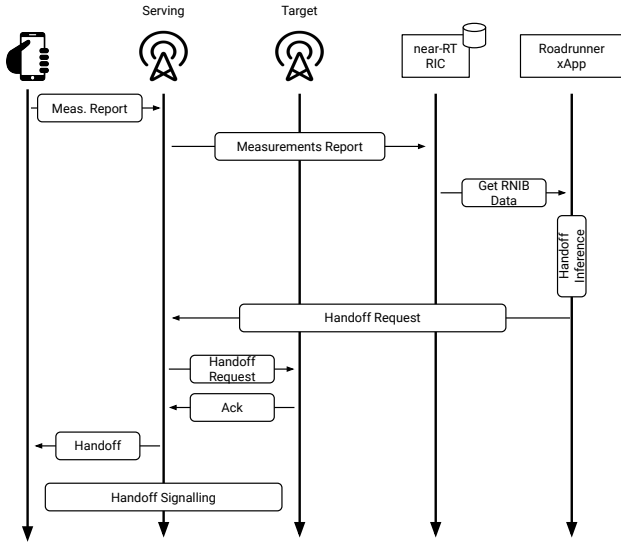 Serving
Target
near-RT
RIC
Roadrunner
xApp
Meas. Report
Measurements Report
Get RNIB
Data
Handoff
Inference
Handoff Request
Handoff
Request
Ack
Handoff
Handoff Signalling